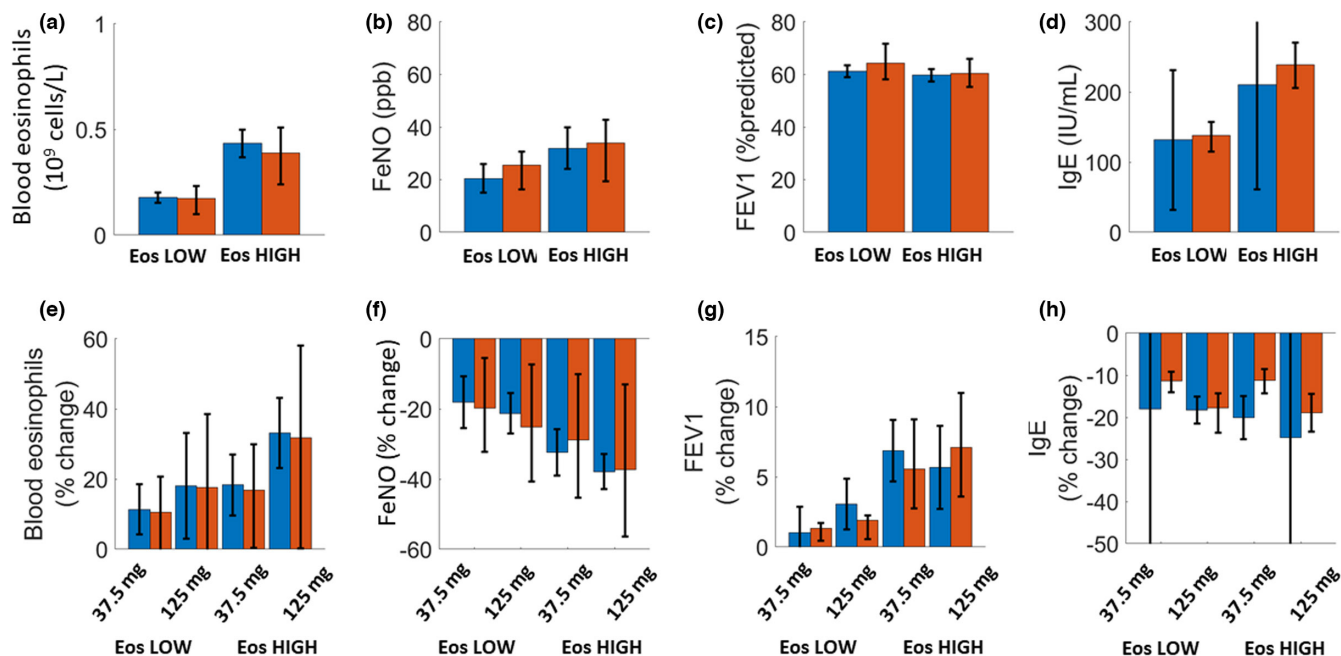 (a)
Blood eosinophils
(10⁹ cells/L)
1
0.5
0
Eos LOW Eos HIGH
(b)
FeNO (ppb)
80
60
40
20
0
Eos LOW Eos HIGH
(c)
FEV1 (%predicted)
80
60
40
20
0
Eos LOW Eos HIGH
(d)
IgE (IU/mL)
300
200
100
0
Eos LOW Eos HIGH
(e)
Blood eosinophils
(% change)
60
40
20
0
37.5 mg 125 mg 37.5 mg 125 mg
Eos LOW Eos HIGH
(f)
FeNO (% change)
0
-20
-40
-60
37.5 mg 125 mg 37.5 mg 125 mg
Eos LOW Eos HIGH
(g)
FEV1
(% change)
15
10
5
0
37.5 mg 125 mg 37.5 mg 125 mg
Eos LOW Eos HIGH
(h)
IgE
(% change)
0
-10
-20
-30
-40
-50
37.5 mg 125 mg 37.5 mg 125 mg
Eos LOW Eos HIGH